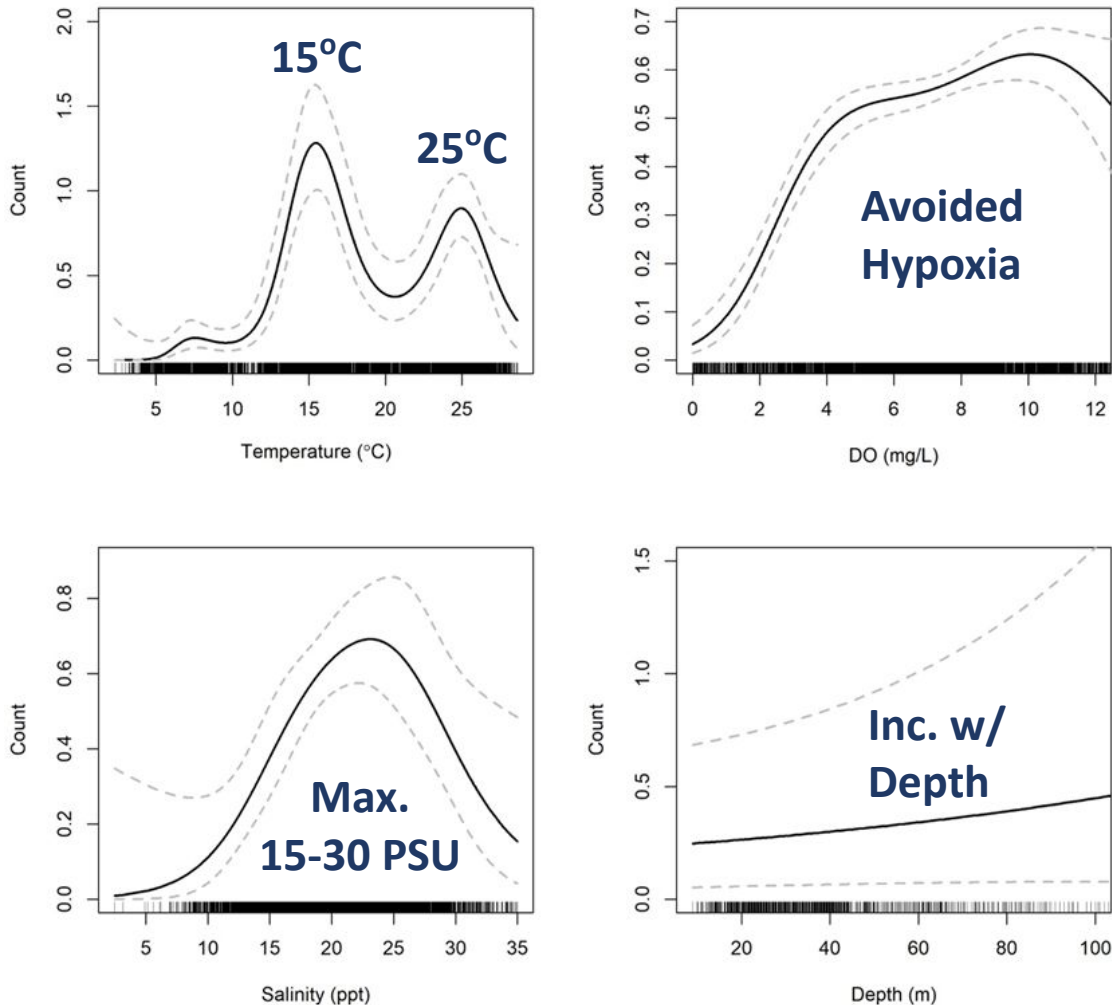 2.0
1.5
1.0
0.5
0.0
Count
15°C
25°C
5
10
15
20
25
Temperature (°C)
0.7
0.6
0.5
0.4
0.3
0.2
0.1
0.0
Count
Avoided
Hypoxia
0
2
4
6
8
10
12
DO (mg/L)
0.8
0.6
0.4
0.2
0.0
Count
Max.
15-30 PSU
5
10
15
20
25
30
35
Salinity (ppt)
1.5
1.0
0.5
0.0
Count
Inc. w/
Depth
20
40
60
80
100
Depth (m)